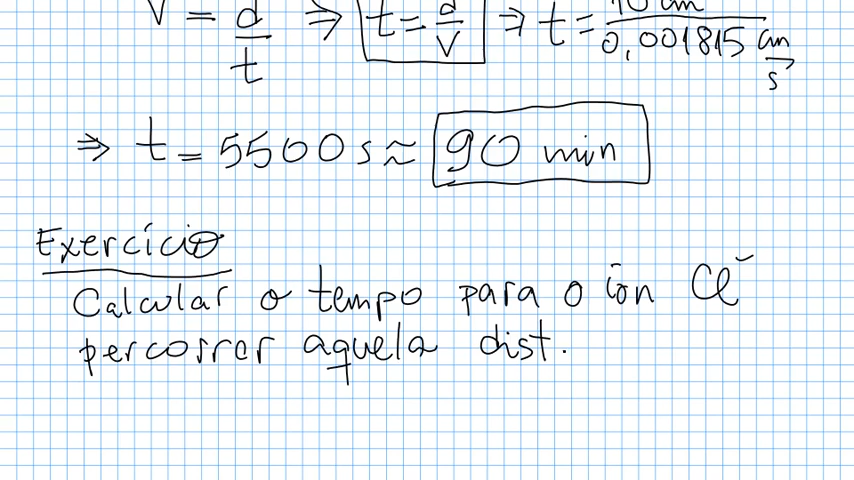 V = d/t ⇒ t = d/V ⇒ t = 10 cm / 0,001815 cm/s
⇒ t = 5500 s ≈ 90 min
Exercício
Calcular o tempo para o íon Cl⁻
percorrer aquela dist.